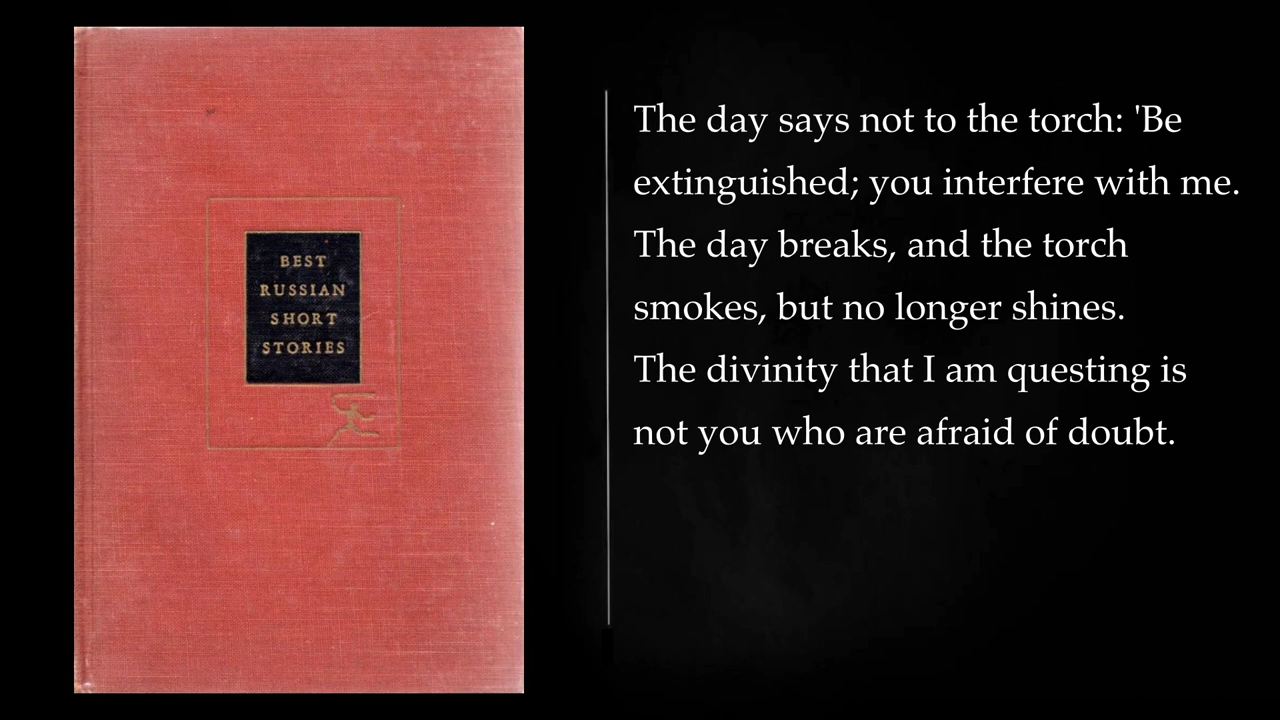 BEST
RUSSIAN
SHORT
STORIES
The day says not to the torch: 'Be
extinguished; you interfere with me.
The day breaks, and the torch
smokes, but no longer shines.
The divinity that I am questing is
not you who are afraid of doubt.